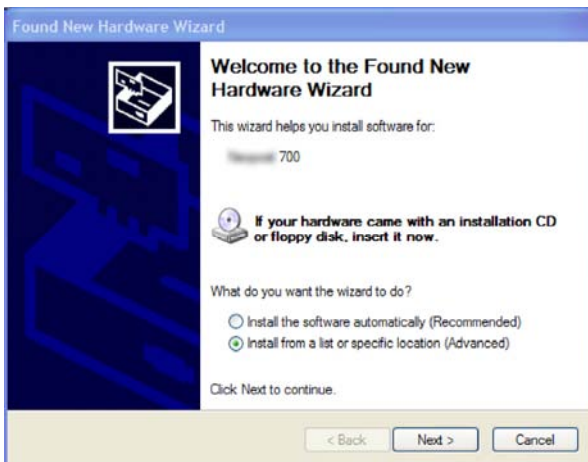 Found New Hardware Wizard
Welcome to the Found New
Hardware Wizard
This wizard helps you install software for:
700
If your hardware came with an installation CD
or floppy disk, insert it now.
What do you want the wizard to do?
Install the software automatically (Recommended)
Install from a list or specific location (Advanced)
Click Next to continue.
< Back
Next >
Cancel